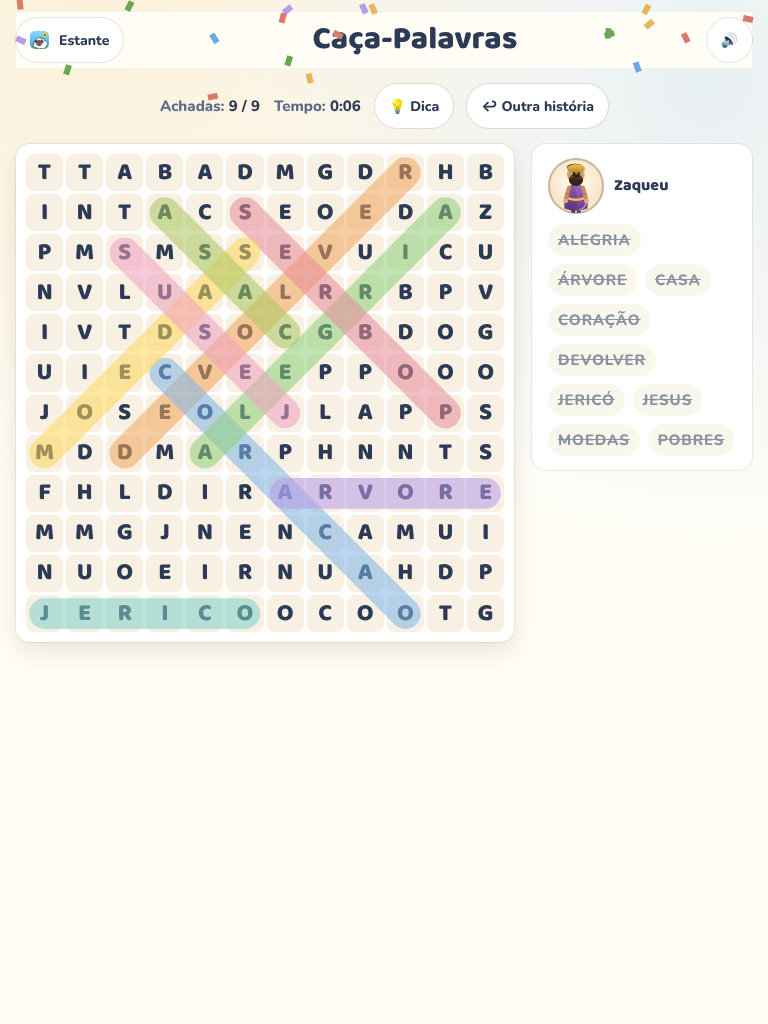 Estante
Caça-Palavras
Achadas: 9 / 9 Tempo: 0:06 Dica Outra história
T T A B A D M G D R H B
I N T A C S E O E D A Z
P M S M S S E V U I C U
N V L U A A L R R B P V
I V T D S O C G B D O G
U I E C V E E P P O O O
J O S E O L J L A P P S
M D D M A R P H N N T S
F H L D I R A R V O R E
M M G J N E N C A M U I
N U O E I R N U A H D P
J E R I C O O C O O T G
Zaqueu
ALEGRIA
ÁRVORE CASA
CORAÇÃO
DEVOLVER
JERICÓ JESUS
MOEDAS POBRES